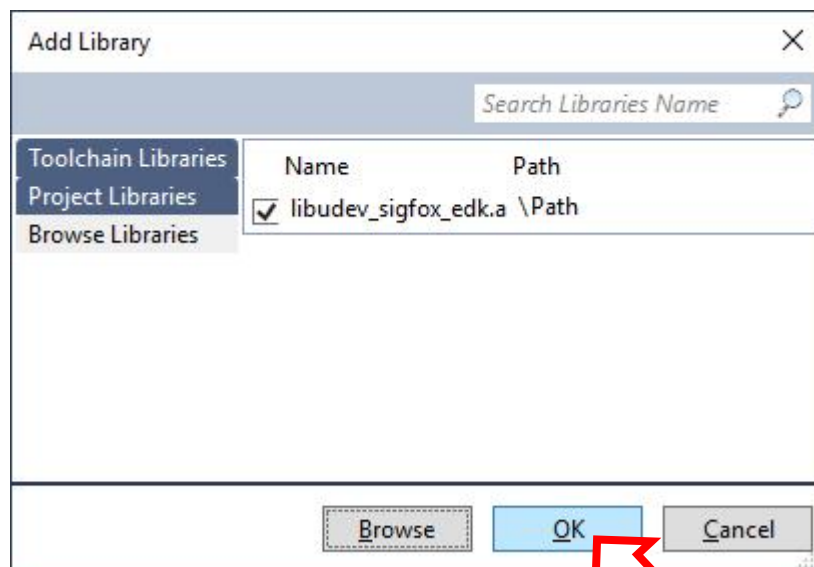 Add Library
Search Libraries Name
Toolchain Libraries
Project Libraries
Browse Libraries
Name Path
libudev_sigfox_edk.a \Path
Browse OK Cancel